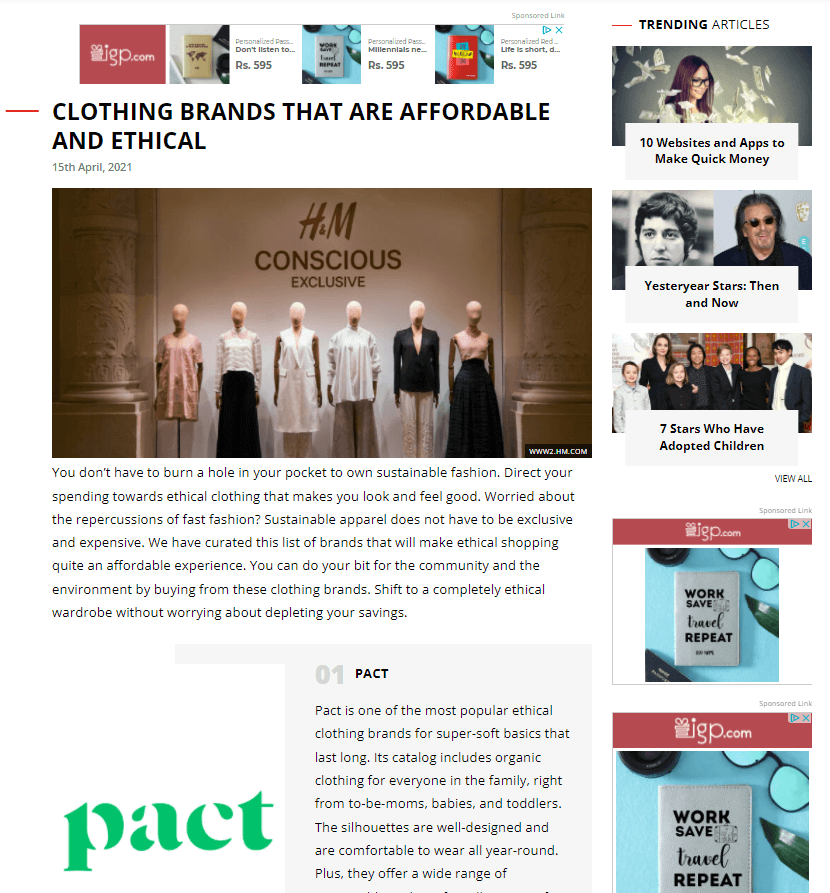 Sponsored Link
igp.com
Personalized Pass...
Don't listen to...
Rs. 595
WORK
SAVE
travel
REPEAT
Personalized Pass...
Millennials ne...
Rs. 595
Personalized Red ...
Life is short, d...
Rs. 595
CLOTHING BRANDS THAT ARE AFFORDABLE
AND ETHICAL
15th April, 2021
H&M
CONSCIOUS
EXCLUSIVE
WWW2.HM.COM
You don't have to burn a hole in your pocket to own sustainable fashion. Direct your
spending towards ethical clothing that makes you look and feel good. Worried about
the repercussions of fast fashion? Sustainable apparel does not have to be exclusive
and expensive. We have curated this list of brands that will make ethical shopping
quite an affordable experience. You can do your bit for the community and the
environment by buying from these clothing brands. Shift to a completely ethical
wardrobe without worrying about depleting your savings.
pact
01 PACT
Pact is one of the most popular ethical
clothing brands for super-soft basics that
last long. Its catalog includes organic
clothing for everyone in the family, right
from to-be-moms, babies, and toddlers.
The silhouettes are well-designed and
are comfortable to wear all year-round.
Plus, they offer a wide range of
TRENDING ARTICLES
10 Websites and Apps to
Make Quick Money
Yesteryear Stars: Then
and Now
7 Stars Who Have
Adopted Children
VIEW ALL
Sponsored Link
igp.com
WORK
SAVE
travel
REPEAT
Sponsored Link
igp.com
WORK
SAVE
travel
REPEAT